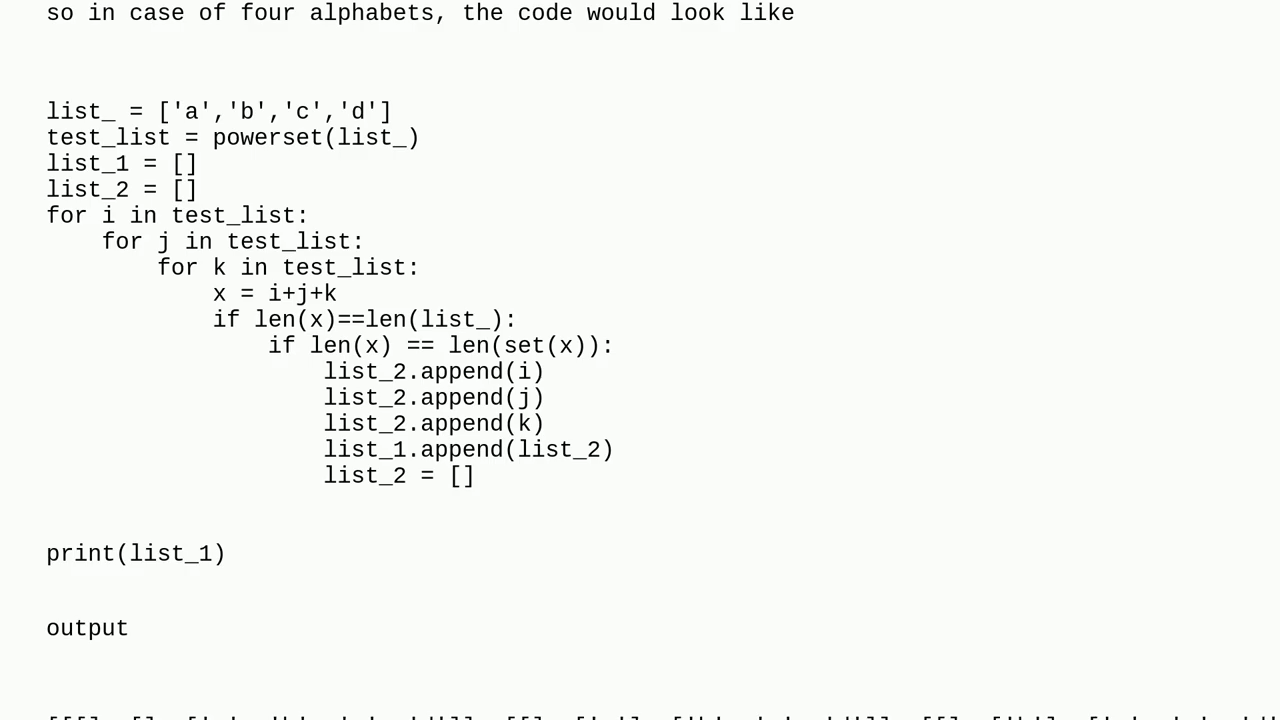 so in case of four alphabets, the code would look like
list_ = ['a','b','c','d']
test_list = powerset(list_)
list_1 = []
list_2 = []
for i in test_list:
    for j in test_list:
        for k in test_list:
            x = i+j+k
            if len(x)==len(list_):
                if len(x) == len(set(x)):
                    list_2.append(i)
                    list_2.append(j)
                    list_2.append(k)
                    list_1.append(list_2)
                    list_2 = []
print(list_1)
output